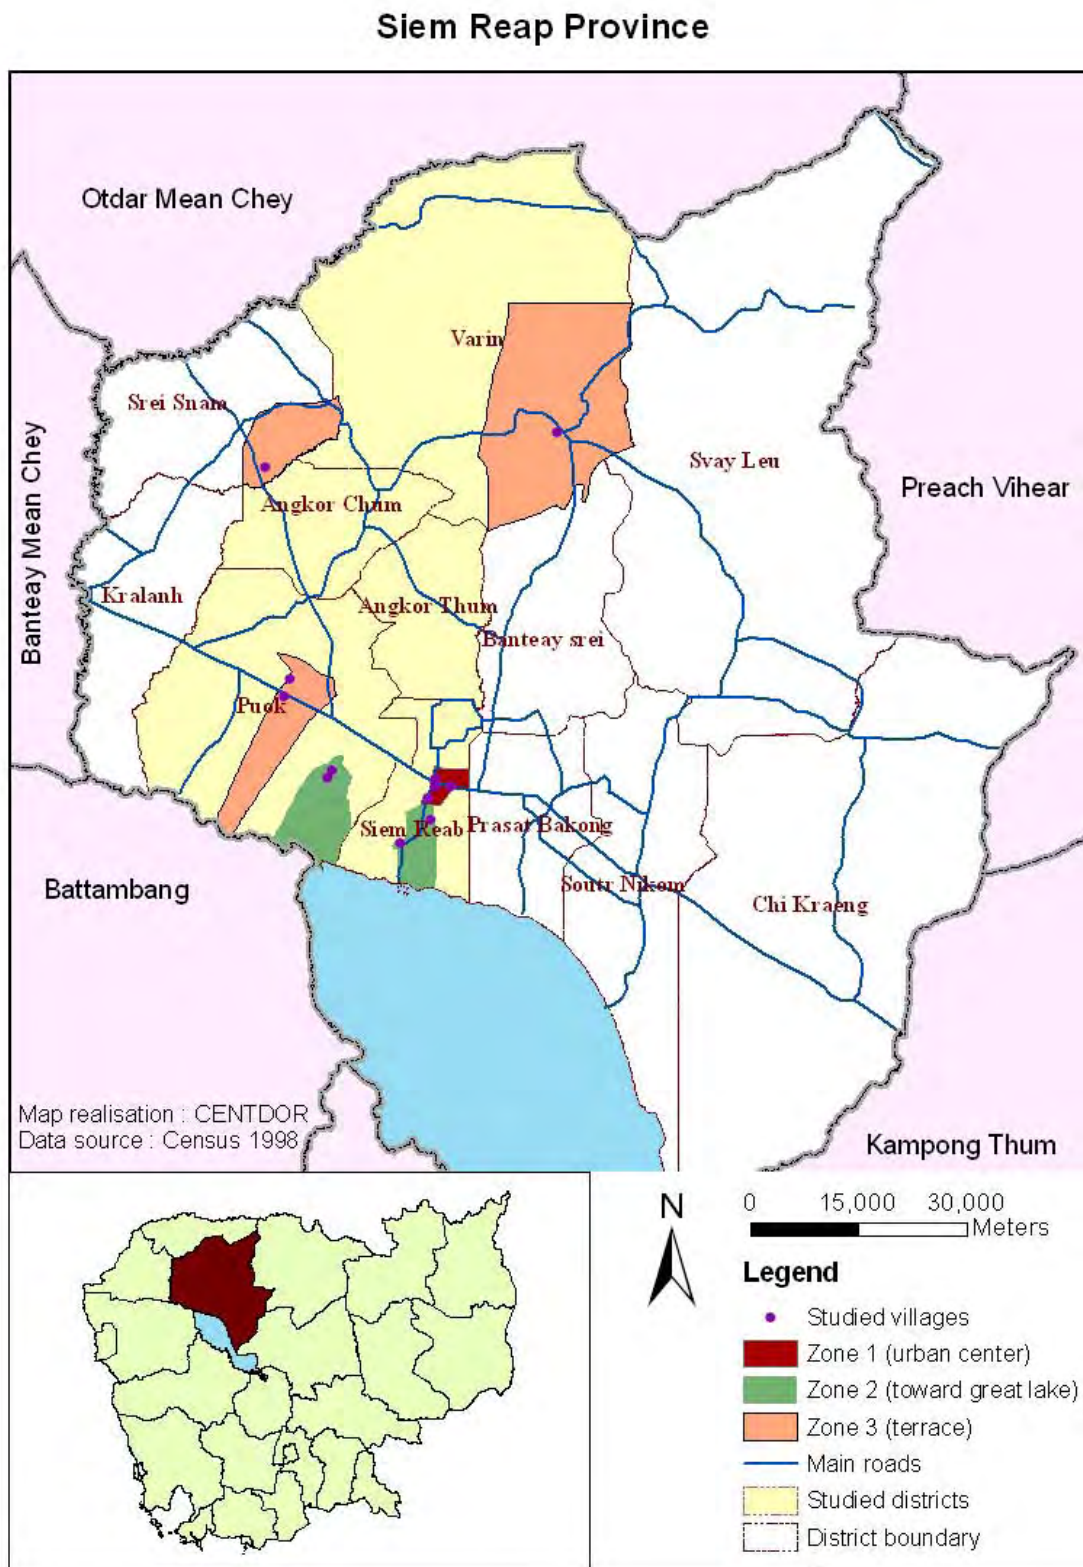 Siem Reap Province
Otdar Mean Chey
Varin
Srei Snam
Banteay Mean Chey
Svay Leu
Preach Vihear
Angkor Chum
Kralanh
Angkor Thum
Banteay srei
Puok
Siem Reab
Prasat Bakong
Battambang
Soutr Nikom
Chi Kraeng
Map realisation : CENTDOR
Data source : Census 1998
Kampong Thum
N
0 15,000 30,000
Meters
Legend
Studied villages
Zone 1 (urban center)
Zone 2 (toward great lake)
Zone 3 (terrace)
Main roads
Studied districts
District boundary